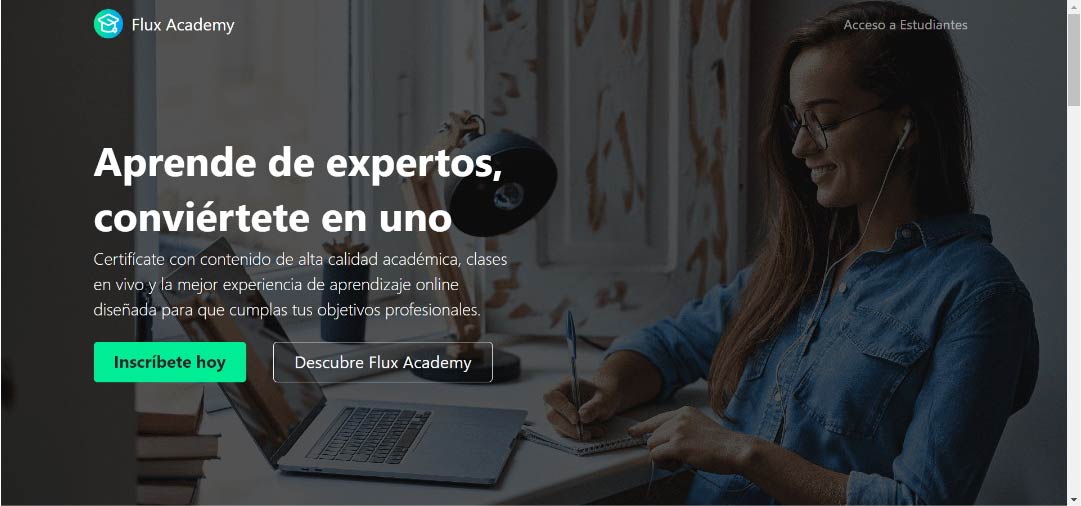 Flux Academy
Acceso a Estudiantes
Aprende de expertos,
conviértete en uno
Certifícate con contenido de alta calidad académica, clases
en vivo y la mejor experiencia de aprendizaje online
diseñada para que cumplas tus objetivos profesionales.
Inscríbete hoy
Descubre Flux Academy